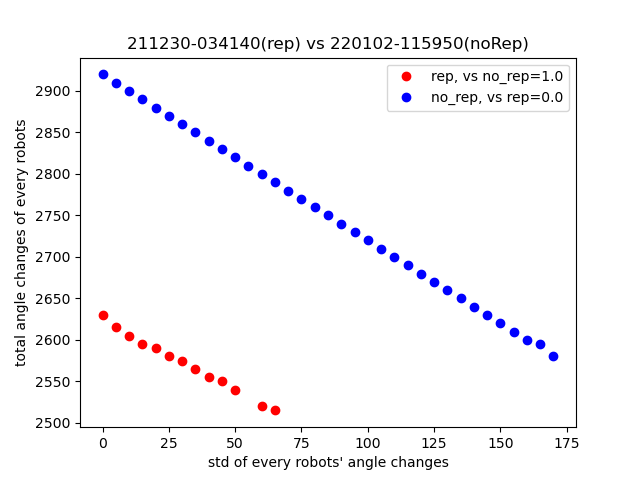 211230-034140(rep) vs 220102-115950(noRep)
rep, vs no_rep=1.0
no_rep, vs rep=0.0
total angle changes of every robots
2900
2850
2800
2750
2700
2650
2600
2550
2500
0 25 50 75 100 125 150 175
std of every robots' angle changes